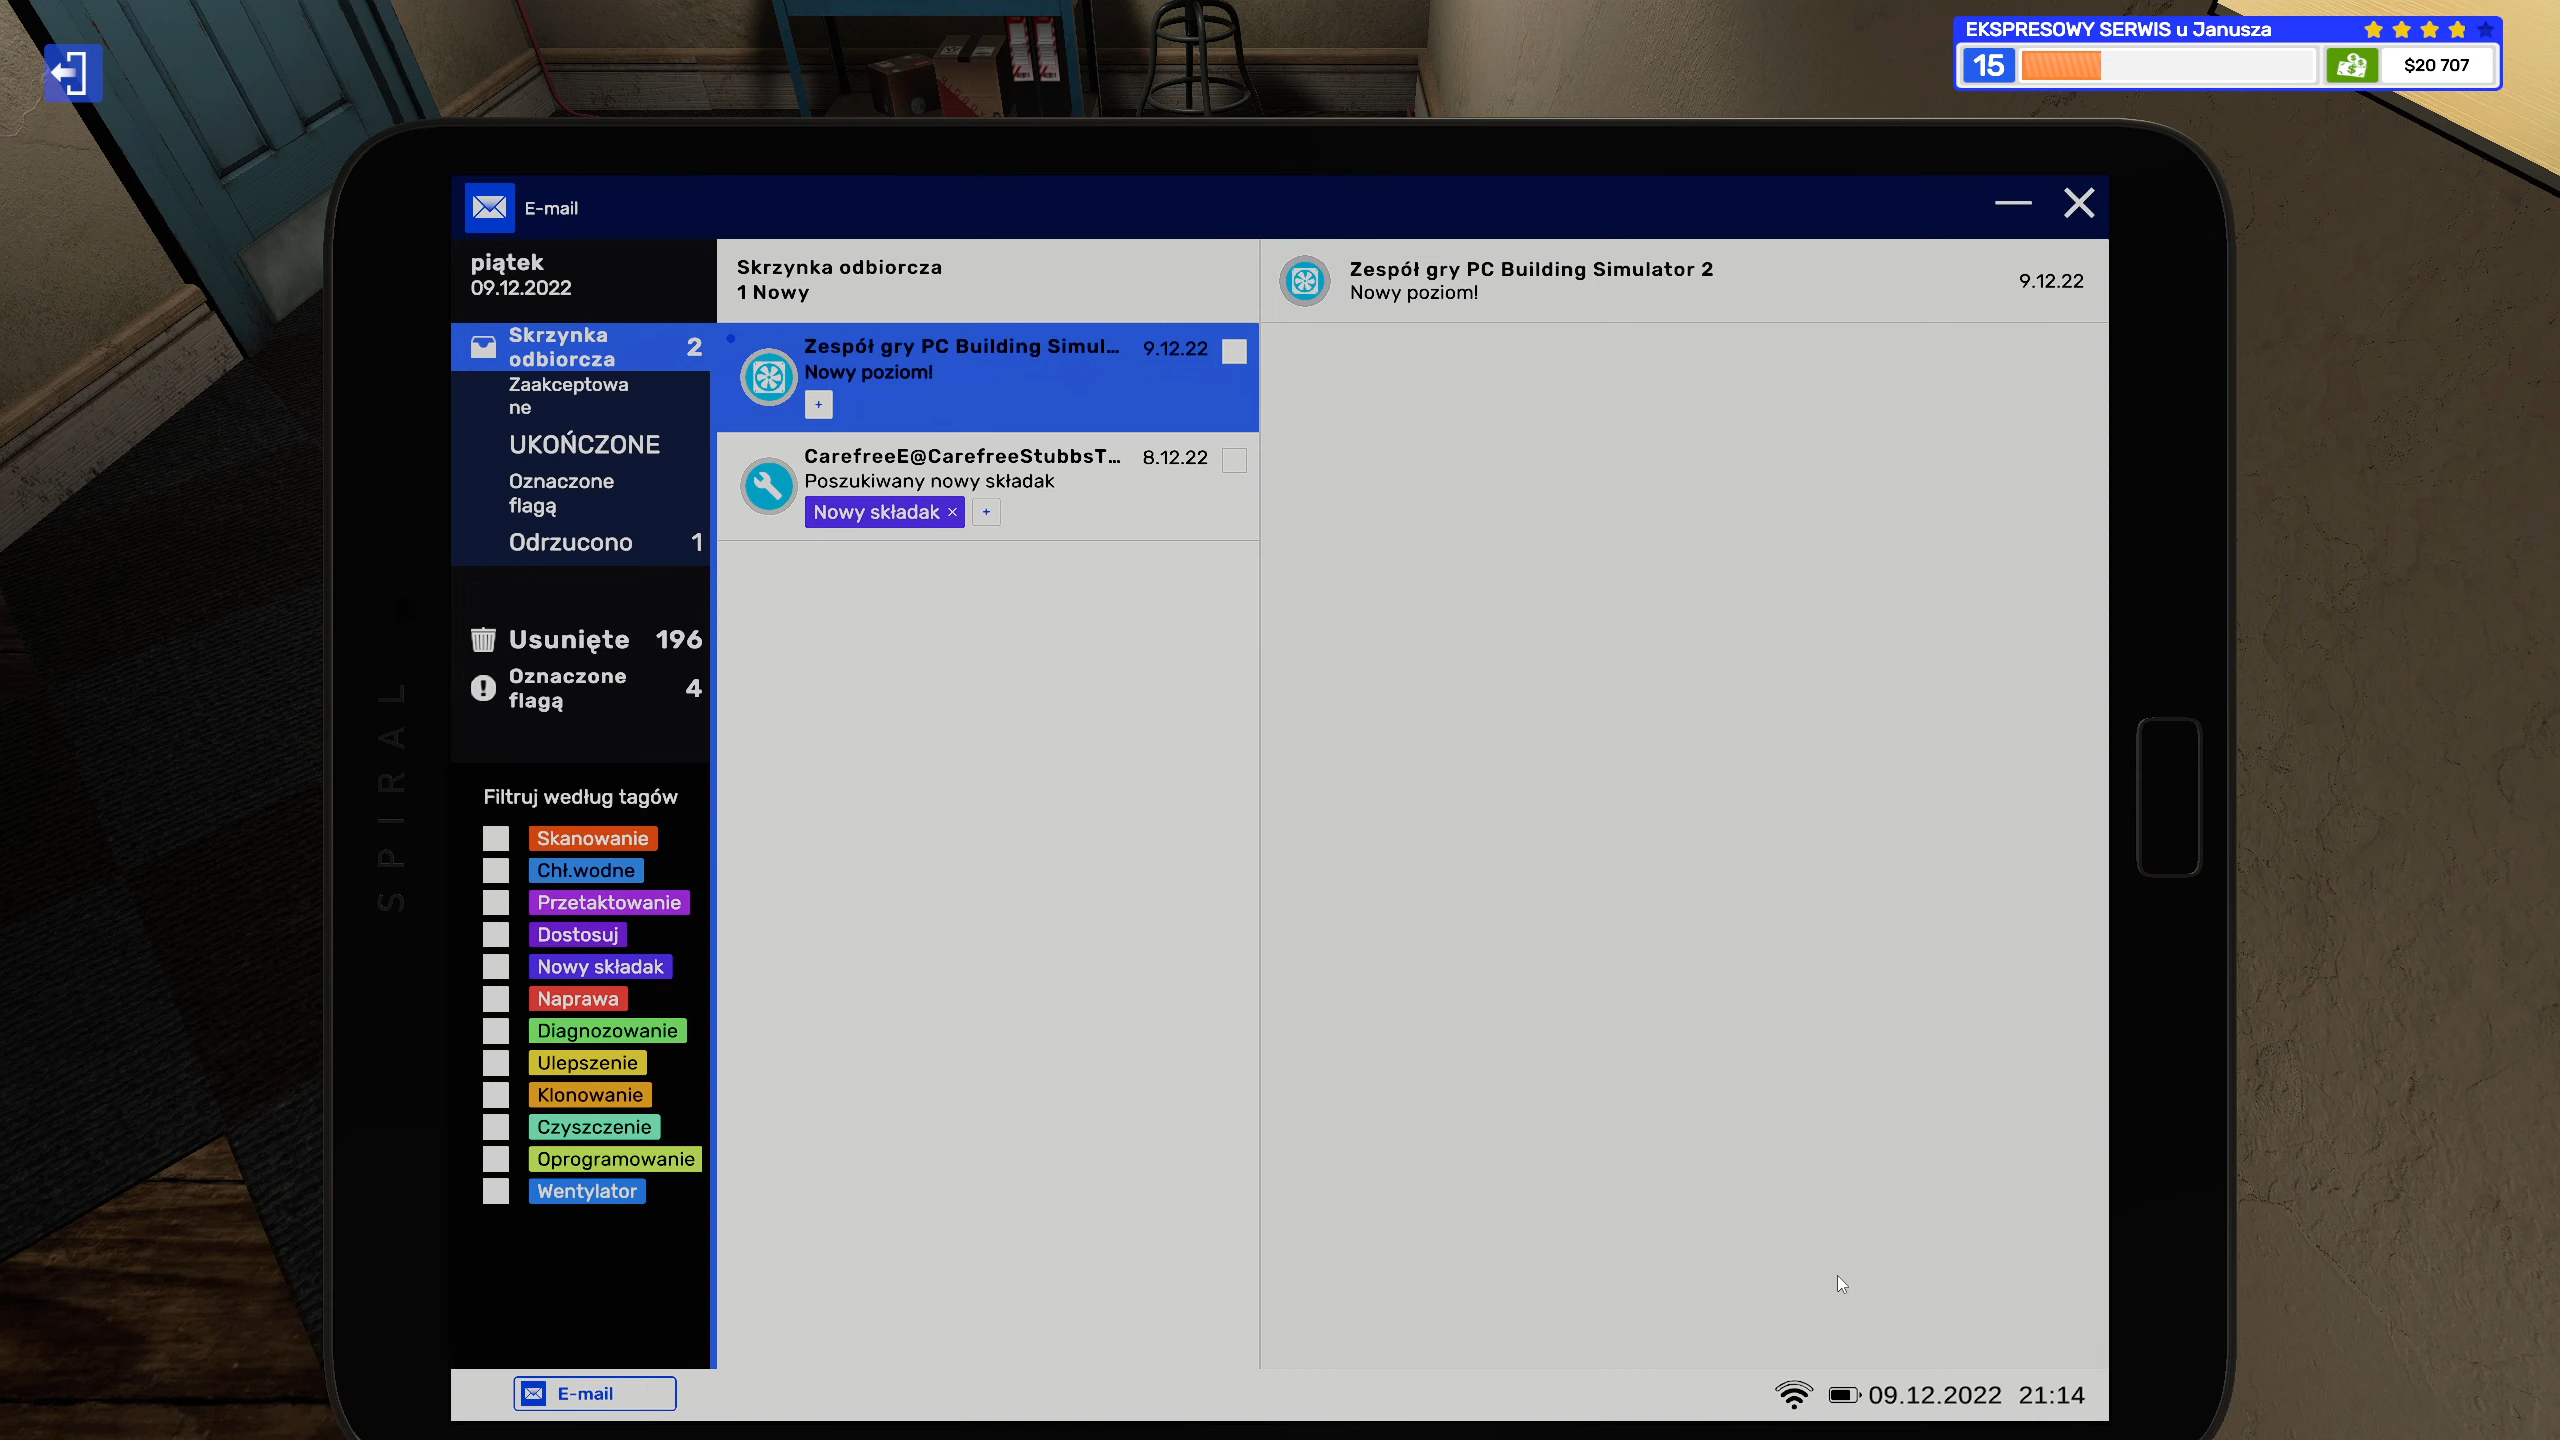 EKSPRESOWY SERWIS u Janusza
15
$20 707
E-mail
piątek
09.12.2022
Skrzynka
odbiorcza
2
Zaakceptowa
ne
UKOŃCZONE
Oznaczone
flagą
Odrzucono 1
Usunięte 196
Oznaczone
flagą
4
Filtruj według tagów
Skanowanie
Chł.wodne
Przetaktowanie
Dostosuj
Nowy składak
Naprawa
Diagnozowanie
Ulepszenie
Klonowanie
Czyszczenie
Oprogramowanie
Wentylator
Skrzynka odbiorcza
1 Nowy
Zespół gry PC Building Simul... 9.12.22
Nowy poziom!
+
CarefreeE@CarefreeStubbsT... 8.12.22
Poszukiwany nowy składak
Nowy składak × +
Zespół gry PC Building Simulator 2
Nowy poziom!
9.12.22
E-mail
09.12.2022 21:14
SPIRAL